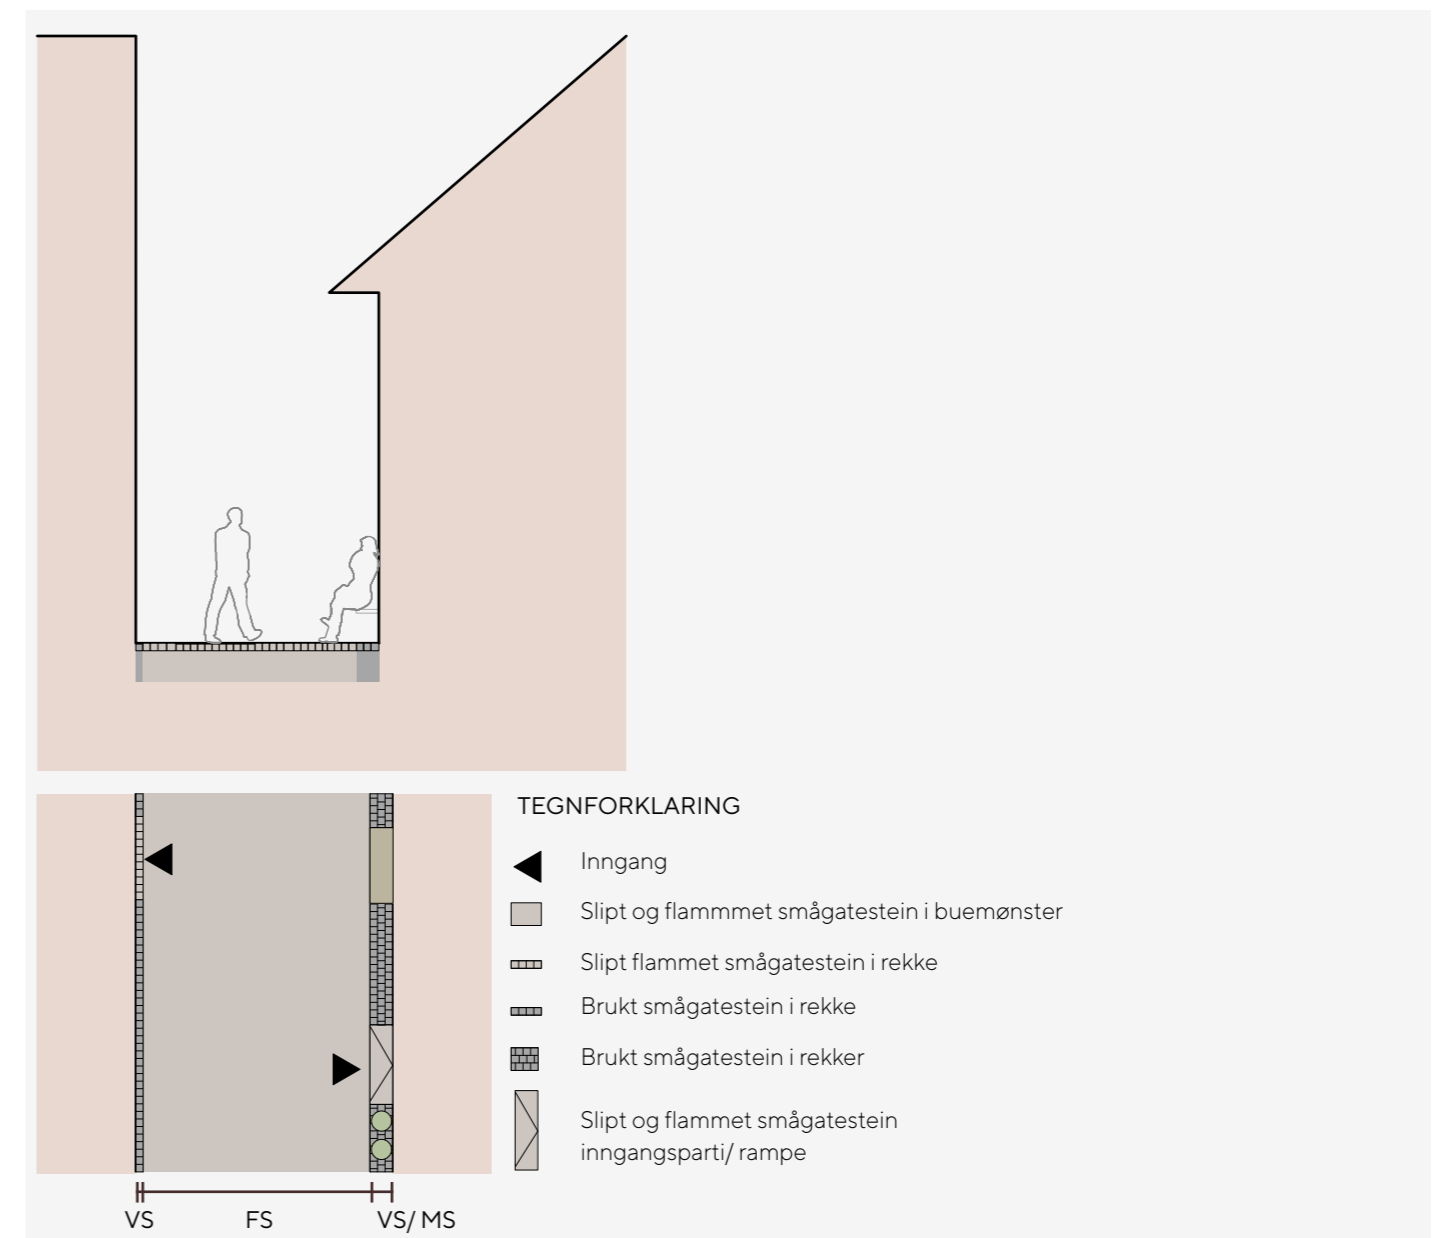 TEGNFORKLARING
Inngang
Slipt og flammmet smågatestein i buemønster
Slipt flammet smågatestein i rekke
Brukt smågatestein i rekke
Brukt smågatestein i rekker
Slipt og flammet smågatestein
inngangsparti/ rampe
VS
FS
VS/ MS